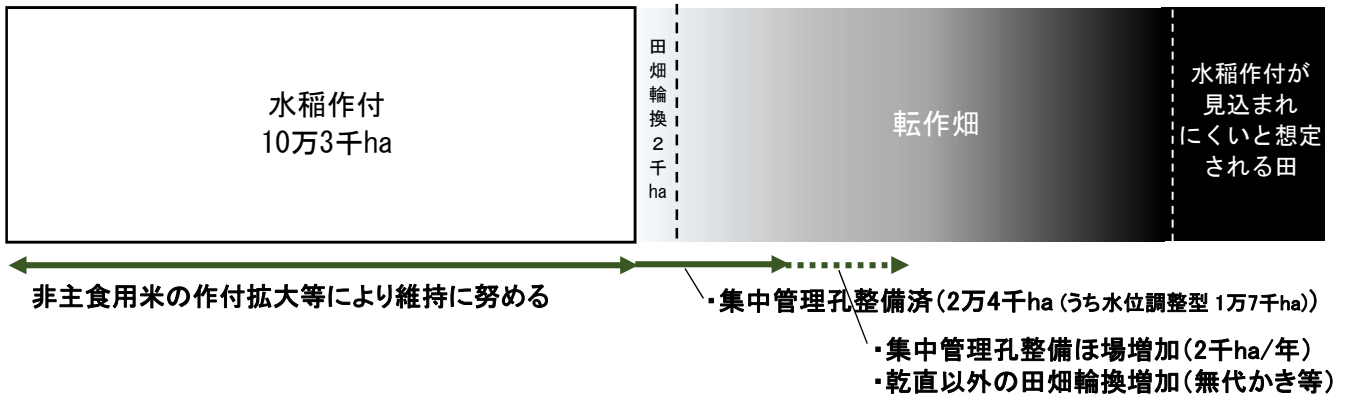 水稲作付
10万3千ha
田畑輪換2千ha
転作畑
水稲作付が
見込まれ
にくいと想定
される田
非主食用米の作付拡大等により維持に努める
・集中管理孔整備済(2万4千ha (うち水位調整型 1万7千ha))
・集中管理孔整備ほ場増加(2千ha/年)
・乾直以外の田畑輪換増加(無代かき等)